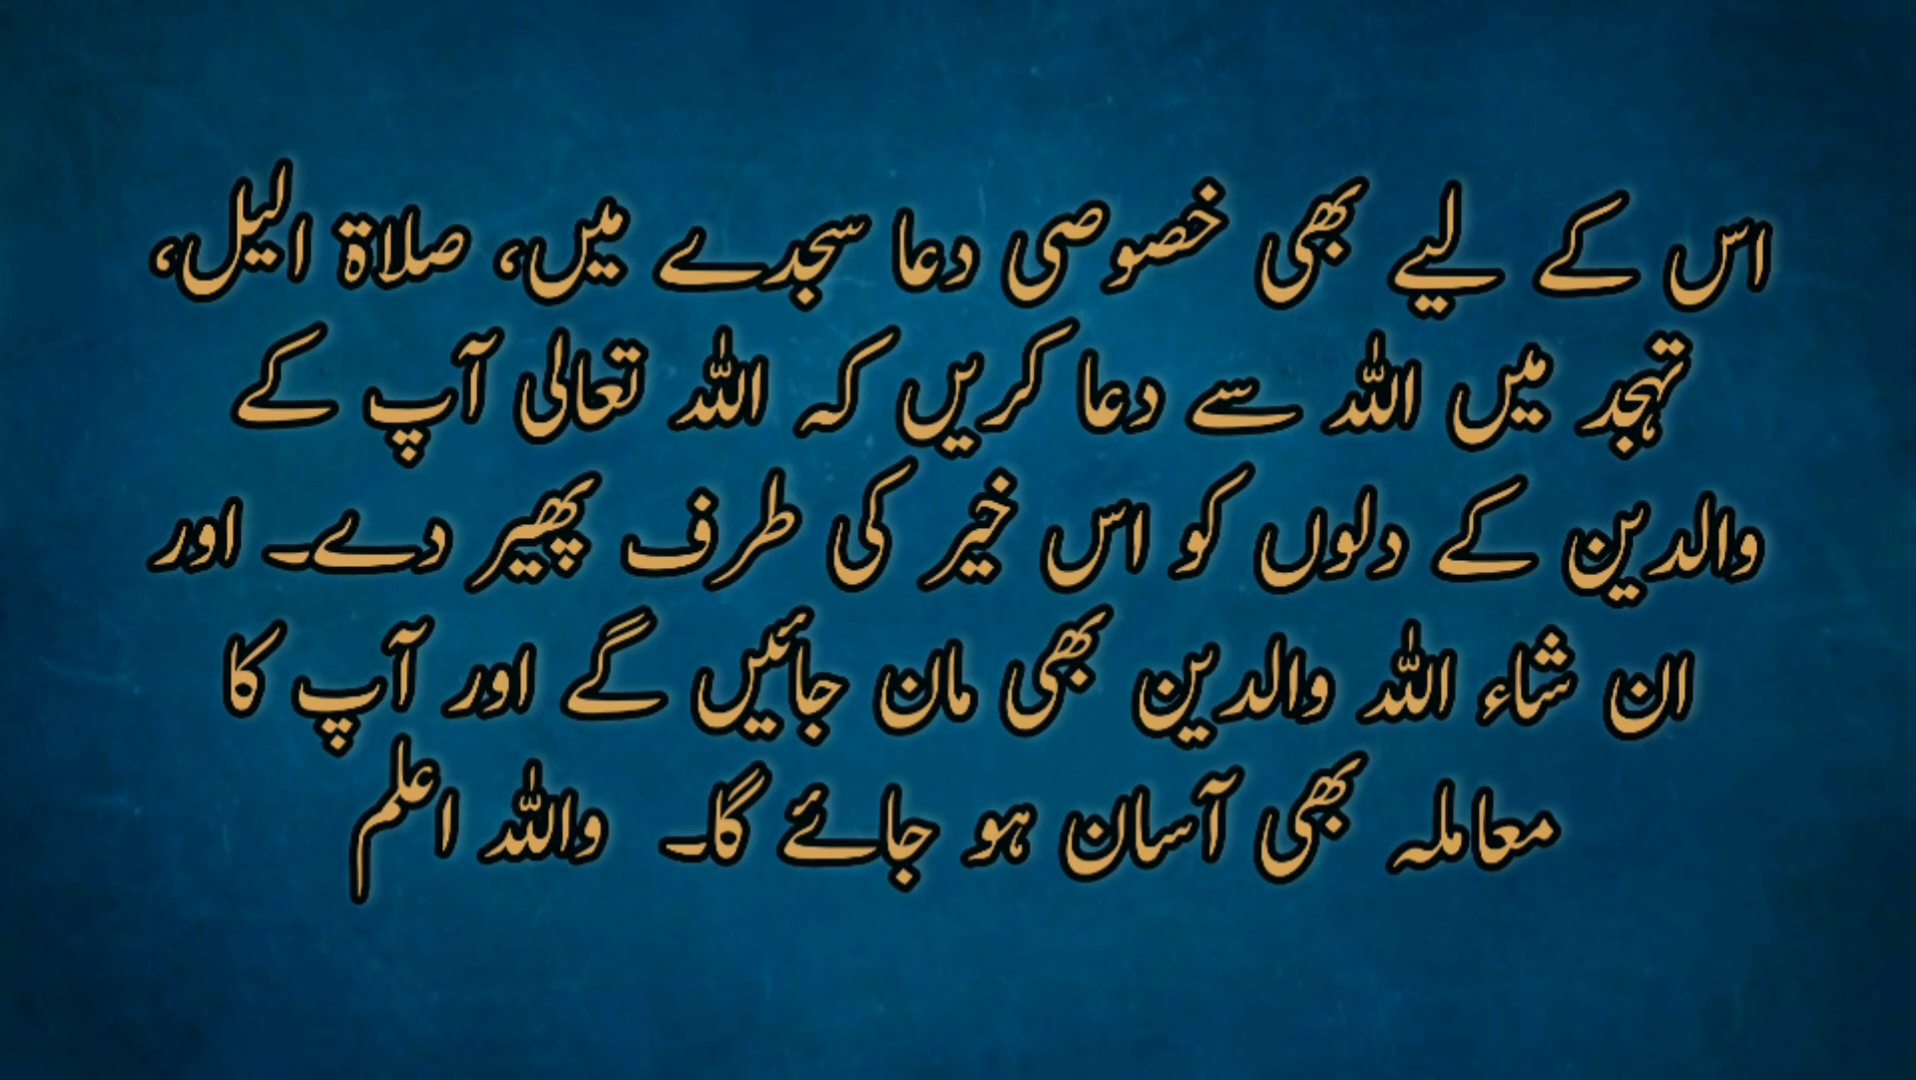 اس کے لیے بھی خصوصی دعا سجدے میں، صلاۃ الیل،
تہجد میں اللہ سے دعا کریں کہ اللہ تعالی آپ کے
والدین کے دلوں کو اس خیر کی طرف پھیر دے۔ اور
ان شاء اللہ والدین بھی مان جائیں گے اور آپ کا
معاملہ بھی آسان ہو جائے گا۔ واللہ اعلم